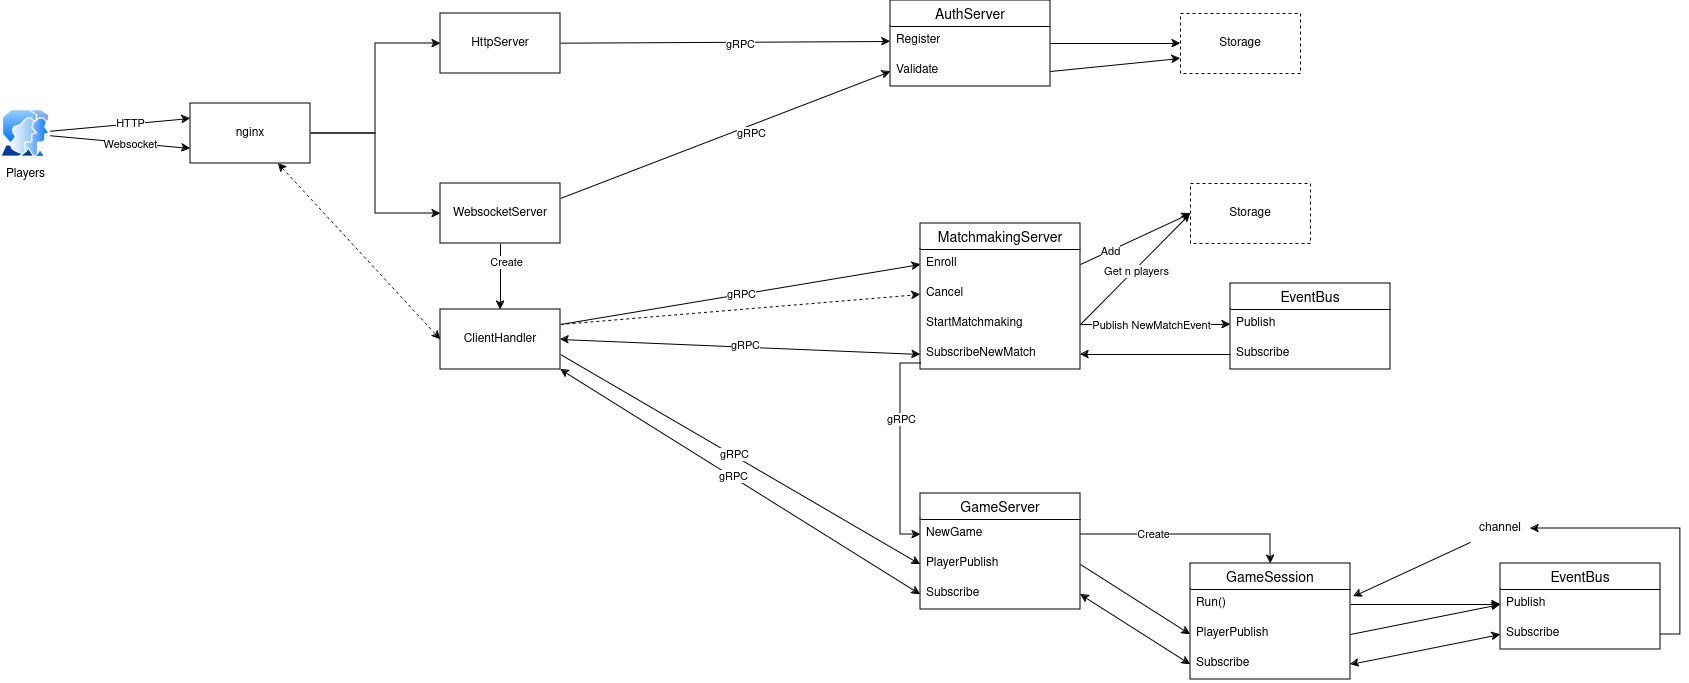 AuthServer
HttpServer
gRPC
Register
Storage
Validate
HTTP
nginx
Websocket
gRPC
Players
WebsocketServer
Storage
MatchmakingServer
Add
Create
Enroll
Get n players
gRPC
Cancel
EventBus
StartMatchmaking
Publish NewMatchEvent
Publish
ClientHandler
gRPC
SubscribeNewMatch
Subscribe
gRPC
gRPC
gRPC
GameServer
channel
NewGame
Create
PlayerPublish
GameSession
EventBus
Subscribe
Run()
Publish
PlayerPublish
Subscribe
Subscribe